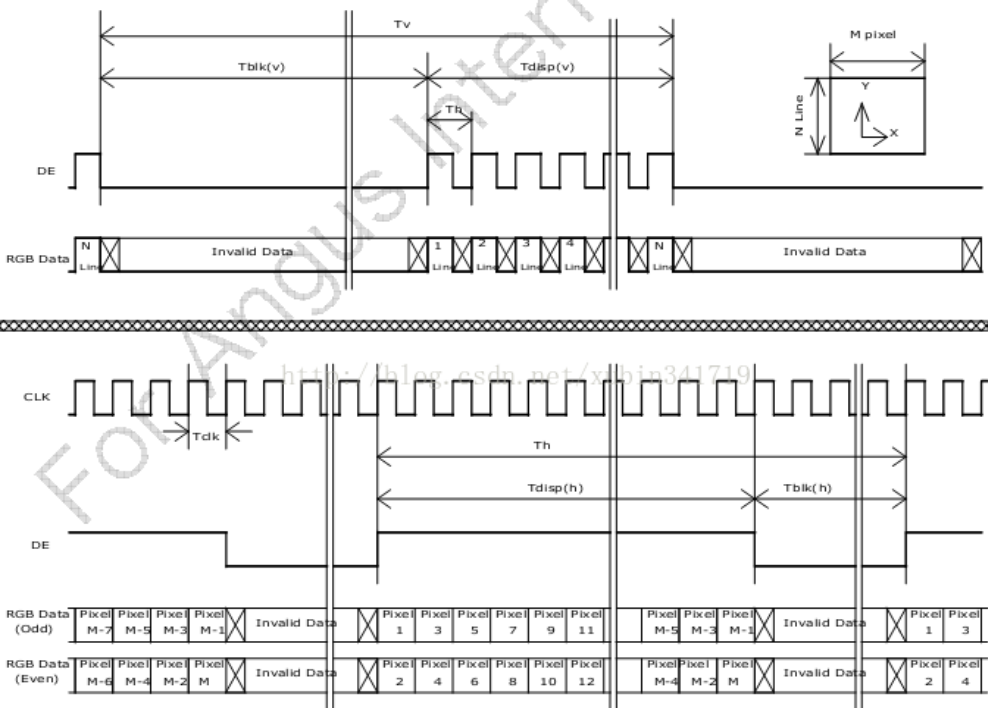 Tv
M pixel
Tblk(v)
Tdisp(v)
Th
N Line
Y
X
DE
RGB Data
N
Line
Invalid Data
1
Line
2
Line
3
Line
4
Line
N
Line
Invalid Data
For Angus Inter
http://blog.csdn.net/xubin341719
CLK
Tclk
Th
Tdisp(h)
Tblk(h)
DE
RGB Data
(Odd)
Pixel M-7 Pixel M-5 Pixel M-3 Pixel M-1 Invalid Data Pixel 1 Pixel 3 Pixel 5 Pixel 7 Pixel 9 Pixel 11 Pixel M-5 Pixel M-3 Pixel M-1 Invalid Data Pixel 1 Pixel 3
RGB Data
(Even)
Pixel M-6 Pixel M-4 Pixel M-2 Pixel M Invalid Data Pixel 2 Pixel 4 Pixel 6 Pixel 8 Pixel 10 Pixel 12 Pixel M-4 Pixel M-2 Pixel M Invalid Data Pixel 2 Pixel 4